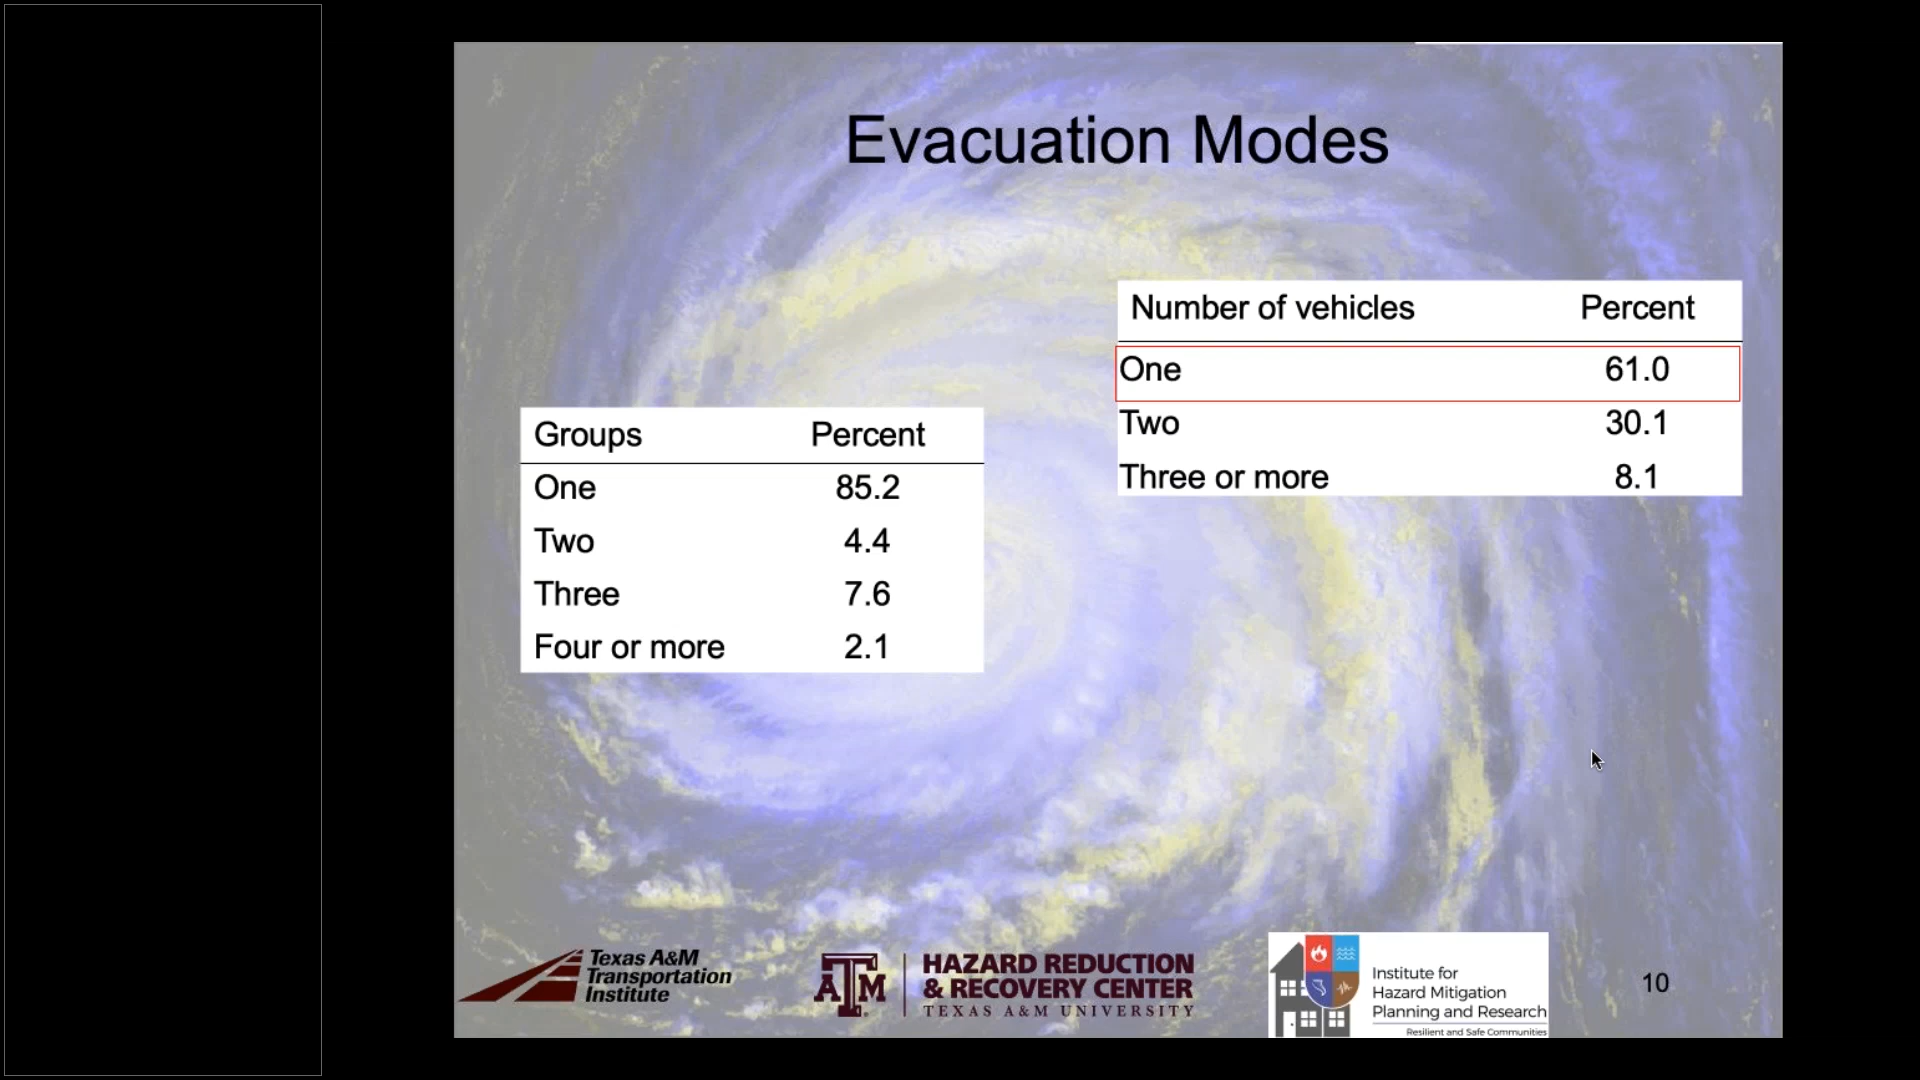 Evacuation Modes
Number of vehicles Percent
One 61.0
Two 30.1
Three or more 8.1
Groups Percent
One 85.2
Two 4.4
Three 7.6
Four or more 2.1
Texas A&M
Transportation
Institute
ATM
HAZARD REDUCTION
& RECOVERY CENTER
TEXAS A&M UNIVERSITY
Institute for
Hazard Mitigation
Planning and Research
Resilient and Safe Communities
10